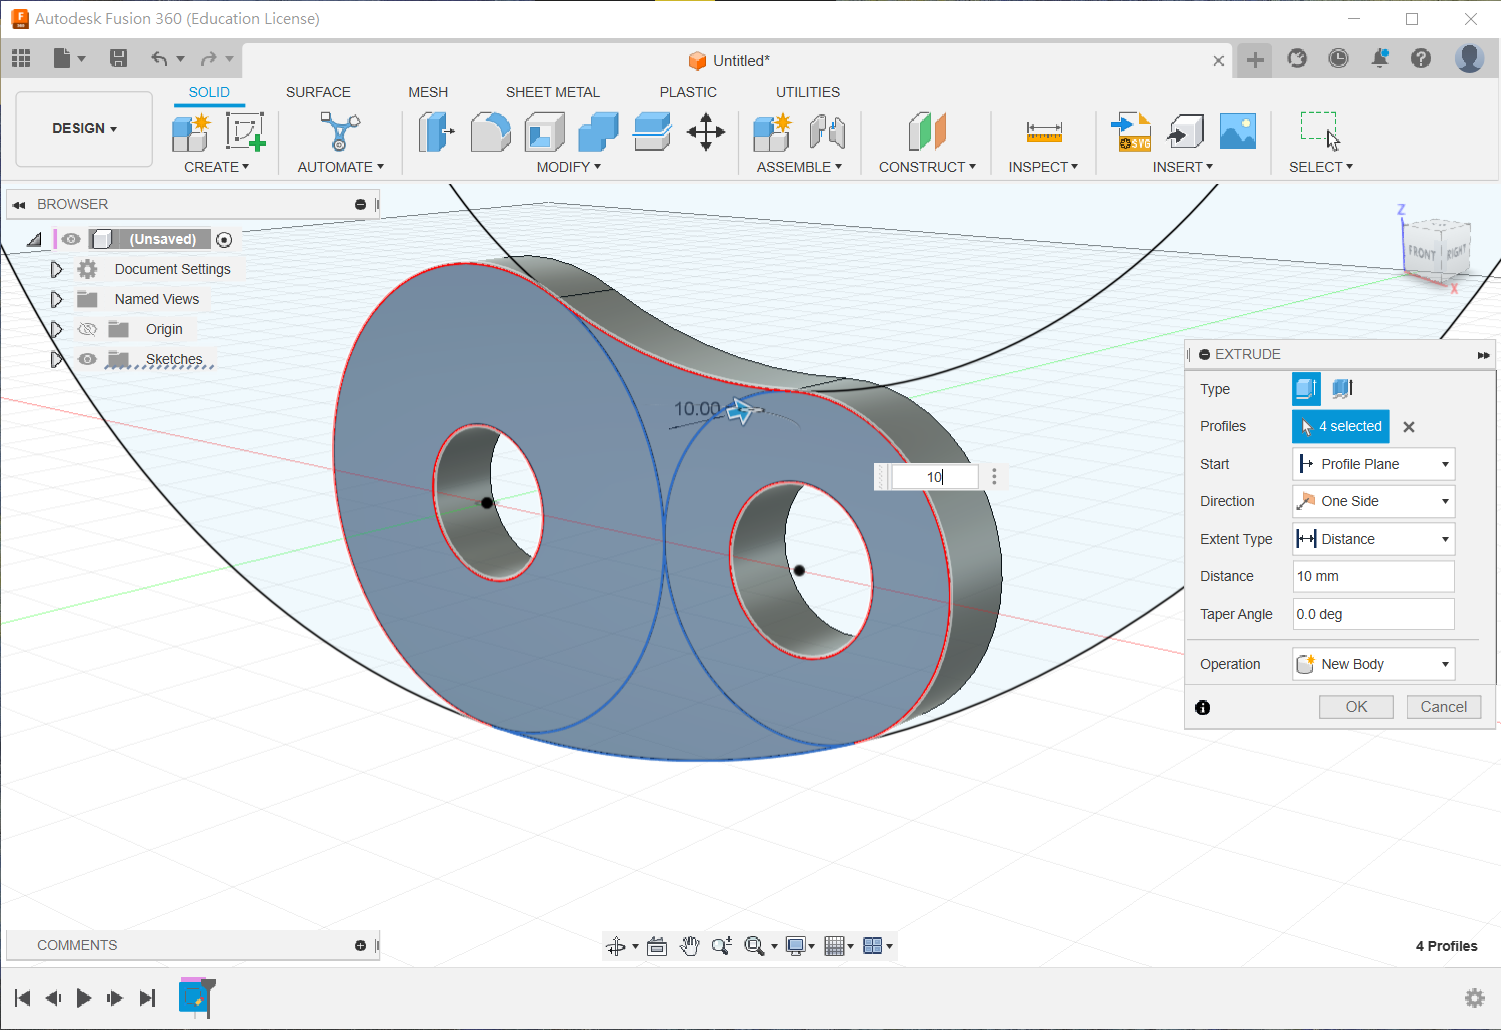 Autodesk Fusion 360 (Education License)
Untitled*
SOLID SURFACE MESH SHEET METAL PLASTIC UTILITIES
DESIGN
SVG
CREATE AUTOMATE MODIFY ASSEMBLE CONSTRUCT INSPECT INSERT SELECT
BROWSER
(Unsaved)
Document Settings
Named Views
Origin
Sketches
Z
FRONT RIGHT
X
10.00
10
EXTRUDE
Type
Profiles 4 selected
Start Profile Plane
Direction One Side
Extent Type Distance
Distance 10 mm
Taper Angle 0.0 deg
Operation New Body
OK Cancel
COMMENTS
4 Profiles